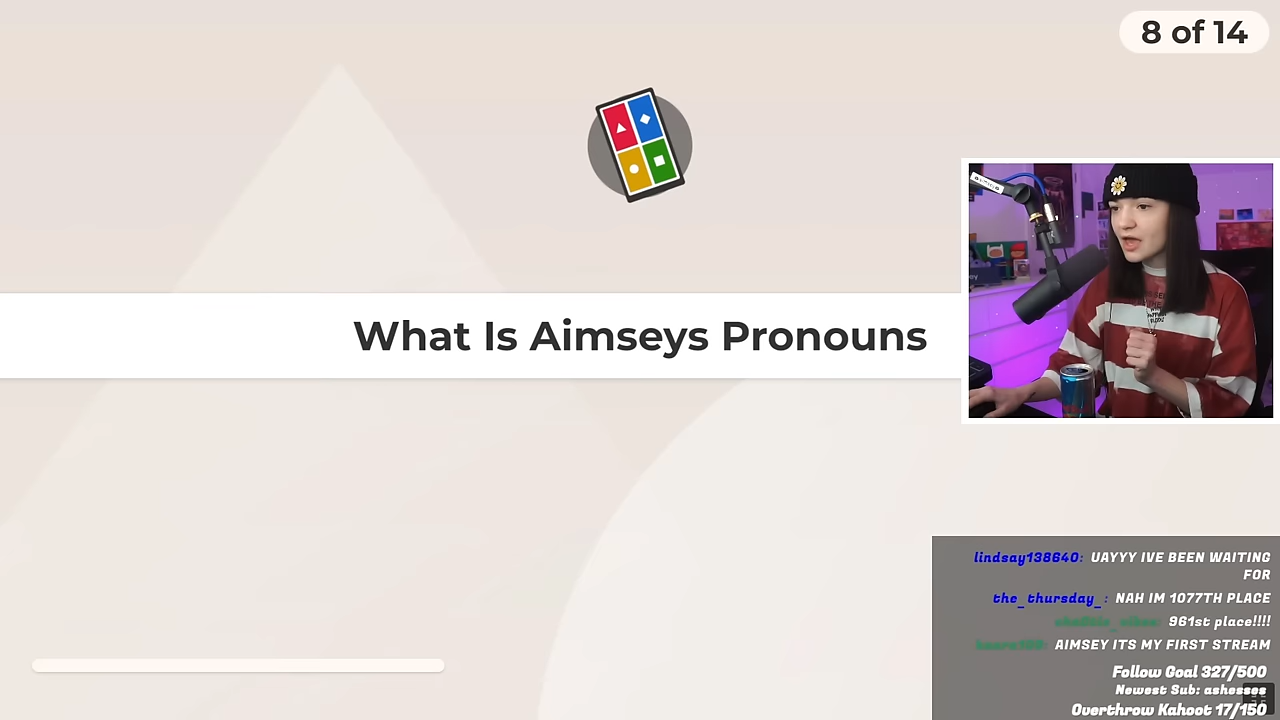 8 of 14
What Is Aimseys Pronouns
lindsay138640: UAYYY IVE BEEN WAITING
FOR
the_thursday_: NAH IM 1077TH PLACE
961st place!!!!
AIMSEY ITS MY FIRST STREAM
Follow Goal 327/500
Newest Sub: ashesses
Overthrow Kahoot 17/150